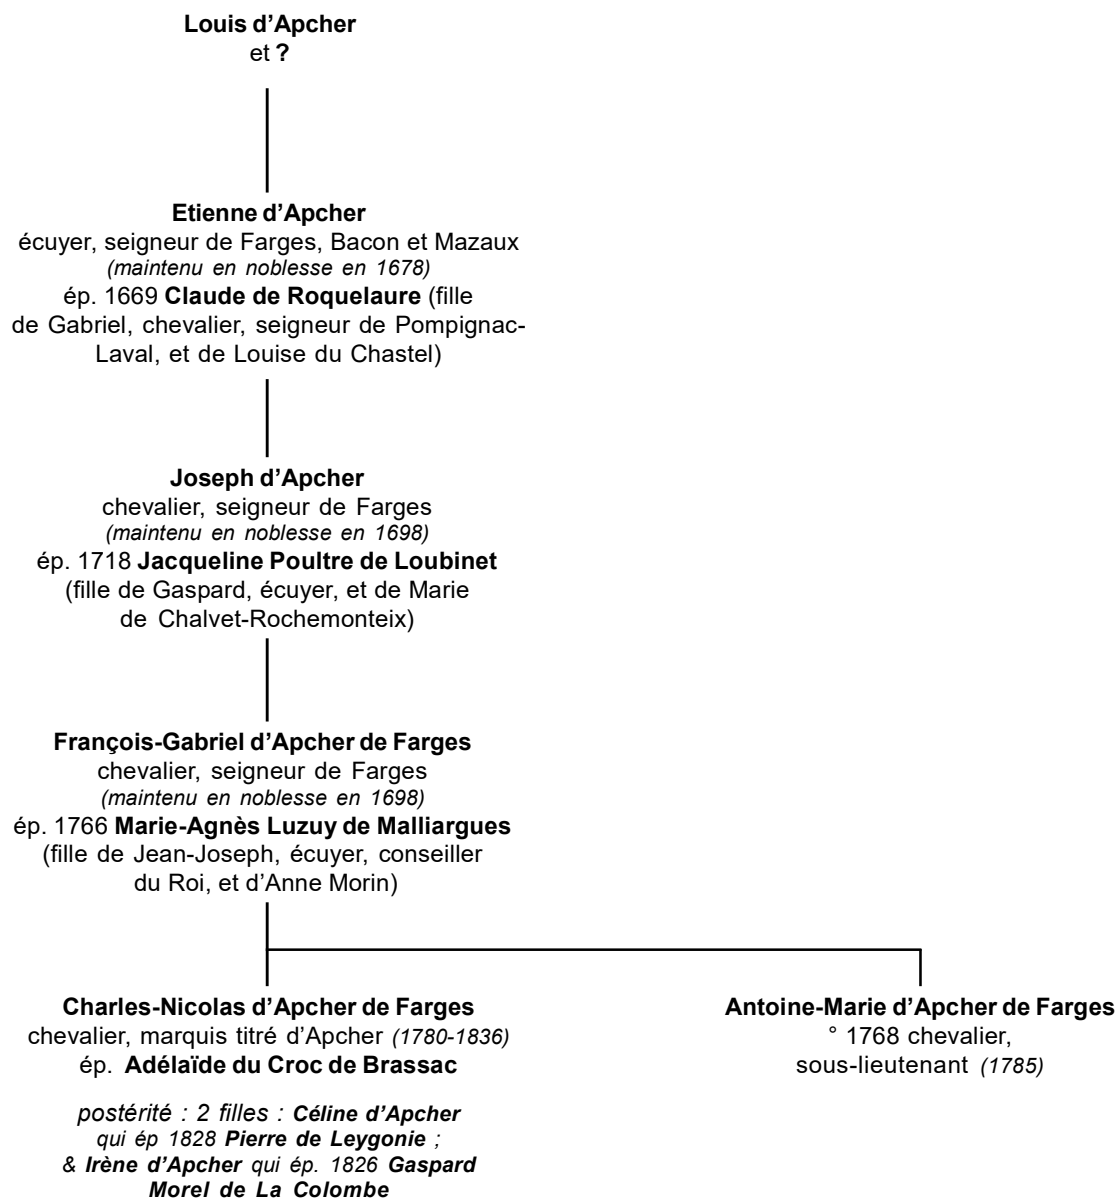 Louis d’Apcher
et ?
Etienne d’Apcher
écuyer, seigneur de Farges, Bacon et Mazaux
(maintenu en noblesse en 1678)
ép. 1669 Claude de Roquelaure (fille
de Gabriel, chevalier, seigneur de Pompignac-
Laval, et de Louise du Chastel)
Joseph d’Apcher
chevalier, seigneur de Farges
(maintenu en noblesse en 1698)
ép. 1718 Jacqueline Poultre de Loubinet
(fille de Gaspard, écuyer, et de Marie
de Chalvet-Rochemonteix)
François-Gabriel d’Apcher de Farges
chevalier, seigneur de Farges
(maintenu en noblesse en 1698)
ép. 1766 Marie-Agnès Luzuy de Malliargues
(fille de Jean-Joseph, écuyer, conseiller
du Roi, et d’Anne Morin)
Charles-Nicolas d’Apcher de Farges
chevalier, marquis titré d’Apcher (1780-1836)
ép. Adélaïde du Croc de Brassac
postérité : 2 filles : Céline d’Apcher
qui ép 1828 Pierre de Leygonie ;
& Irène d’Apcher qui ép. 1826 Gaspard
Morel de La Colombe
Antoine-Marie d’Apcher de Farges
° 1768 chevalier,
sous-lieutenant (1785)